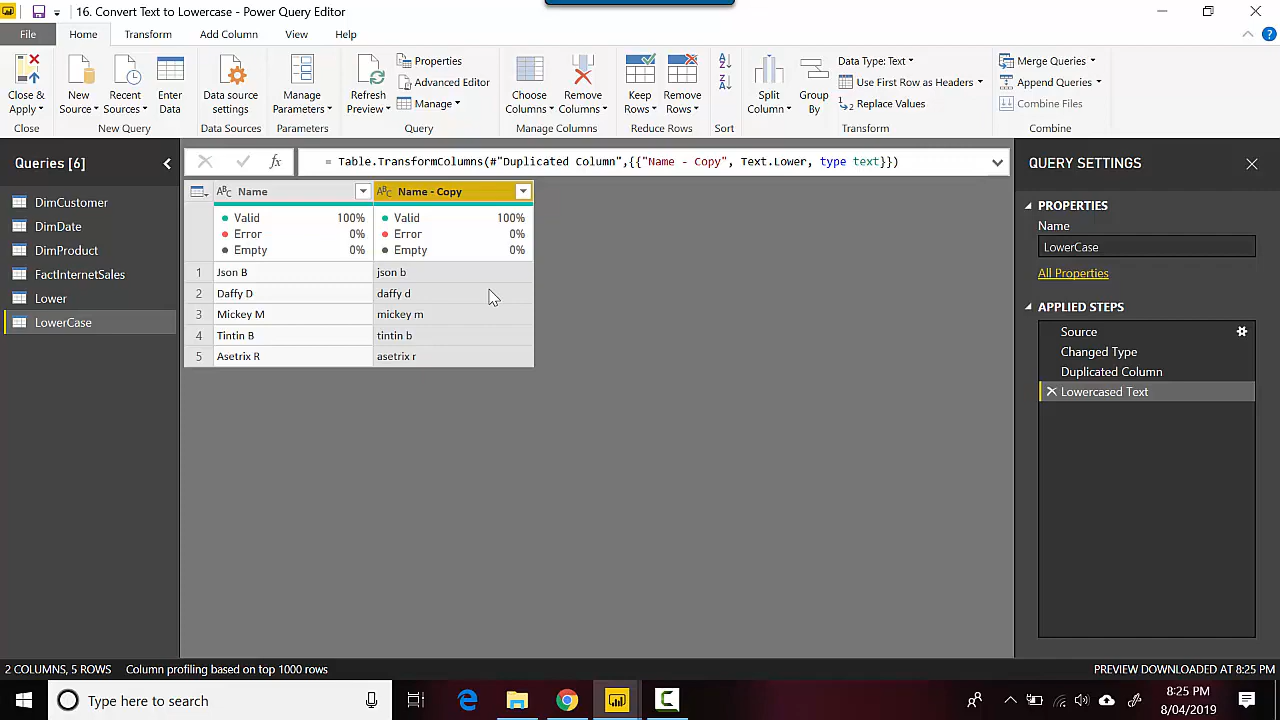 16. Convert Text to Lowercase - Power Query Editor
File Home Transform Add Column View Help
Close & Apply New Source Recent Sources Enter Data Data source settings Manage Parameters Refresh Preview Properties Advanced Editor Manage Choose Columns Remove Columns Keep Rows Remove Rows Split Column Group By Data Type: Text Use First Row as Headers Replace Values Merge Queries Append Queries Combine Files
Close New Query Data Sources Parameters Query Manage Columns Reduce Rows Sort Transform Combine
Queries [6]
DimCustomer
DimDate
DimProduct
FactInternetSales
Lower
LowerCase
= Table.TransformColumns(#"Duplicated Column",{{"Name - Copy", Text.Lower, type text}})
Name Name - Copy
Valid 100% Valid 100%
Error 0% Error 0%
Empty 0% Empty 0%
1 Json B json b
2 Daffy D daffy d
3 Mickey M mickey m
4 Tintin B tintin b
5 Asetrix R asetrix r
QUERY SETTINGS
PROPERTIES
Name
LowerCase
All Properties
APPLIED STEPS
Source
Changed Type
Duplicated Column
Lowercased Text
2 COLUMNS, 5 ROWS Column profiling based on top 1000 rows PREVIEW DOWNLOADED AT 8:25 PM
Type here to search
8:25 PM
8/04/2019